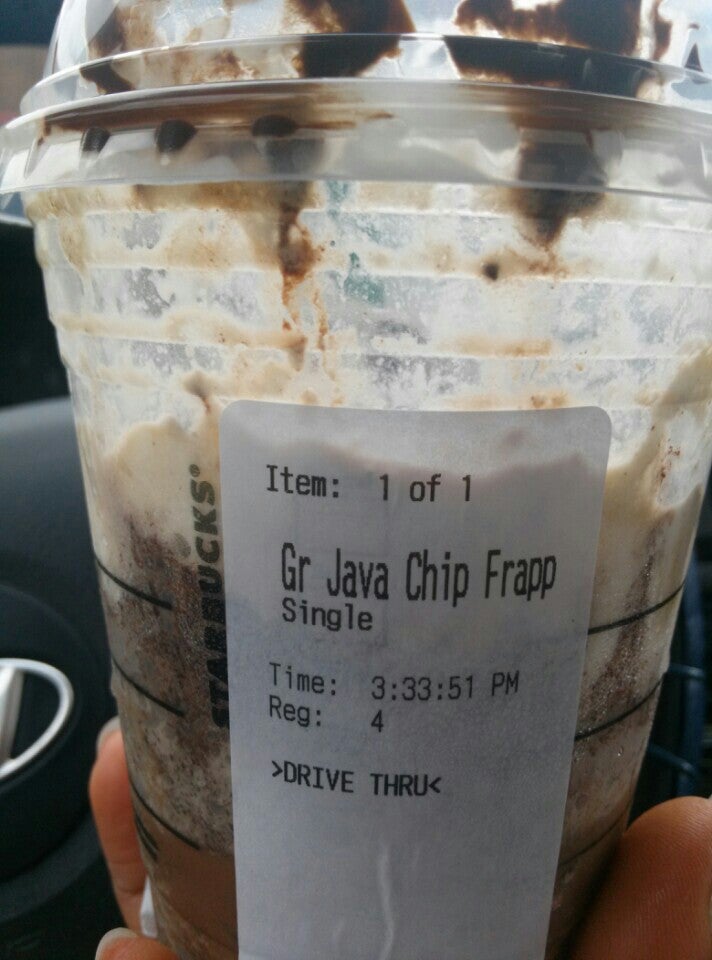 STARBUCKS
Item: 1 of 1
Gr Java Chip Frapp
Single
Time: 3:33:51 PM
Reg: 4
>DRIVE THRU<